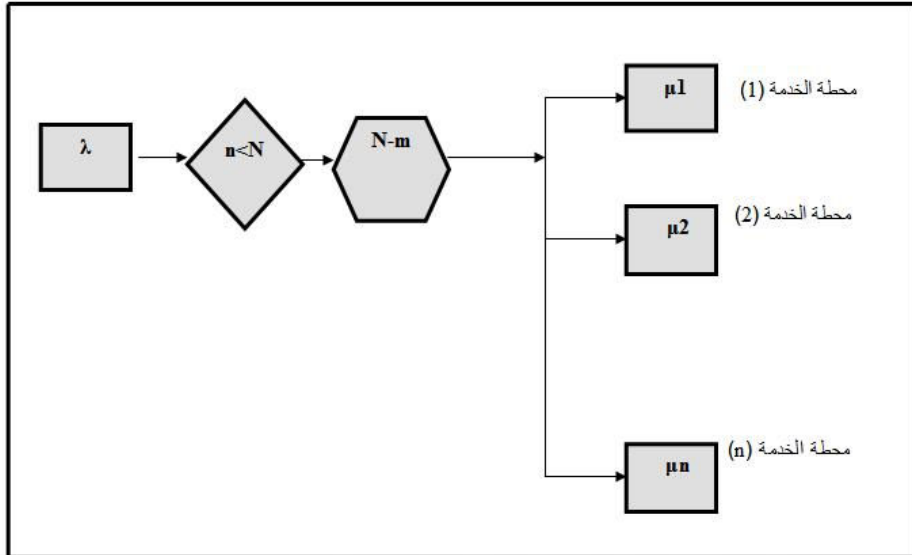 λ
n<N
N-m
μ1
محطة الخدمة (1)
μ2
محطة الخدمة (2)
μn
محطة الخدمة (n)